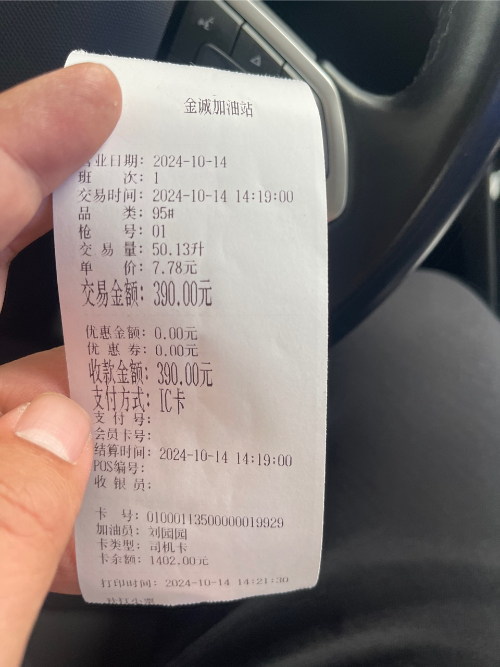 金诚加油站
营业日期: 2024-10-14
班 次: 1
交易时间: 2024-10-14 14:19:00
品 类: 95#
枪 号: 01
交 易 量: 50.13升
单 价: 7.78元
交易金额: 390.00元
优惠金额: 0.00元
优 惠 券: 0.00元
收款金额: 390.00元
支付方式: IC卡
支 付 号:
会员卡号:
结算时间: 2024-10-14 14:19:00
POS编号:
收 银 员:
卡 号: 01000113500000019929
加油员: 刘园园
卡类型: 司机卡
卡余额: 1402.00元
打印时间: 2024-10-14 14:21:30